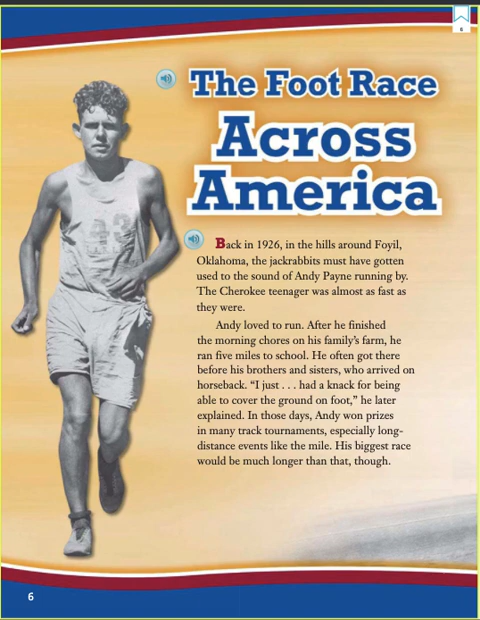 6
The Foot Race
Across
America
Back in 1926, in the hills around Foyil,
Oklahoma, the jackrabbits must have gotten
used to the sound of Andy Payne running by.
The Cherokee teenager was almost as fast as
they were.
Andy loved to run. After he finished
the morning chores on his family’s farm, he
ran five miles to school. He often got there
before his brothers and sisters, who arrived on
horseback. “I just . . . had a knack for being
able to cover the ground on foot,” he later
explained. In those days, Andy won prizes
in many track tournaments, especially long-
distance events like the mile. His biggest race
would be much longer than that, though.
6